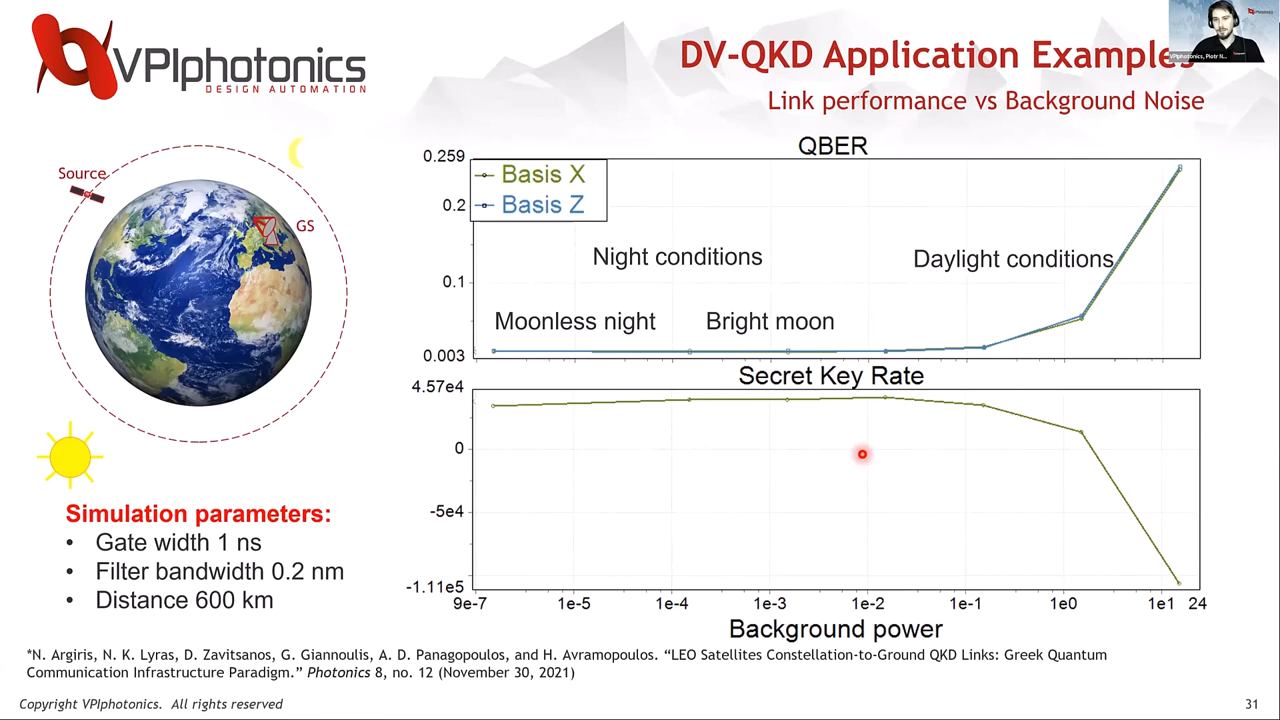 VPIphotonics
DESIGN AUTOMATION
DV-QKD Application Examples
Link performance vs Background Noise
VPIphotonics, Piotr N...
Source
GS
QBER
0.259
0.2
0.1
0.003
Basis X
Basis Z
Night conditions
Daylight conditions
Moonless night
Bright moon
Secret Key Rate
4.57e4
0
-5e4
-1.11e5
9e-7
1e-5
1e-4
1e-3
1e-2
1e-1
1e0
1e1
24
Background power
Simulation parameters:
• Gate width 1 ns
• Filter bandwidth 0.2 nm
• Distance 600 km
*N. Argiris, N. K. Lyras, D. Zavitsanos, G. Giannoulis, A. D. Panagopoulos, and H. Avramopoulos. “LEO Satellites Constellation-to-Ground QKD Links: Greek Quantum
Communication Infrastructure Paradigm.” Photonics 8, no. 12 (November 30, 2021)
Copyright VPIphotonics. All rights reserved
31